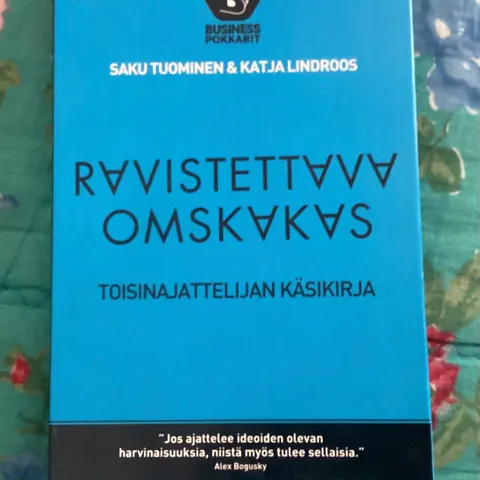 BUSINESS
POKKARIT
SAKU TUOMINEN & KATJA LINDROOS
RAVISTETTAVA
OMSKAKAS
TOISINAJATTELIJAN KÄSIKIRJA
"Jos ajattelee ideoiden olevan
harvinaisuuksia, niistä myös tulee sellaisia."
Alex Bogusky